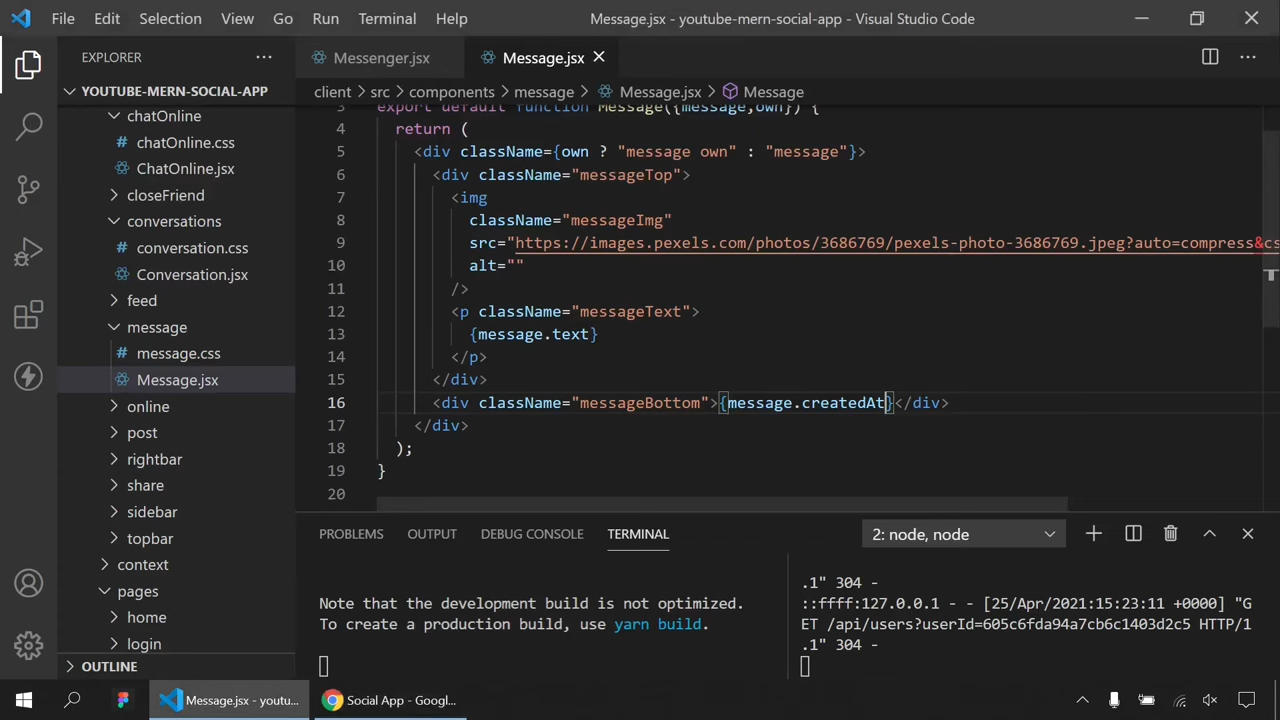 File Edit Selection View Go Run Terminal Help Message.jsx - youtube-mern-social-app - Visual Studio Code
EXPLORER
Messenger.jsx Message.jsx
YOUTUBE-MERN-SOCIAL-APP
client > src > components > message > Message.jsx > Message
chatOnline
chatOnline.css
ChatOnline.jsx
closeFriend
conversations
conversation.css
Conversation.jsx
feed
message
message.css
Message.jsx
online
post
rightbar
share
sidebar
topbar
context
pages
home
login
OUTLINE
3 export default function Message({message,own}) {
4 return (
5 <div className={own ? "message own" : "message"}>
6 <div className="messageTop">
7 <img
8 className="messageImg"
9 src="https://images.pexels.com/photos/3686769/pexels-photo-3686769.jpeg?auto=compress&cs
10 alt=""
11 />
12 <p className="messageText">
13 {message.text}
14 </p>
15 </div>
16 <div className="messageBottom">{message.createdAt}</div>
17 </div>
18 );
19 }
20
PROBLEMS OUTPUT DEBUG CONSOLE TERMINAL 2: node, node
Note that the development build is not optimized.
To create a production build, use yarn build.
.1" 304 -
::ffff:127.0.0.1 - - [25/Apr/2021:15:23:11 +0000] "G
ET /api/users?userId=605c6fda94a7cb6c1403d2c5 HTTP/1
.1" 304 -
Message.jsx - youtu... Social App - Googl...